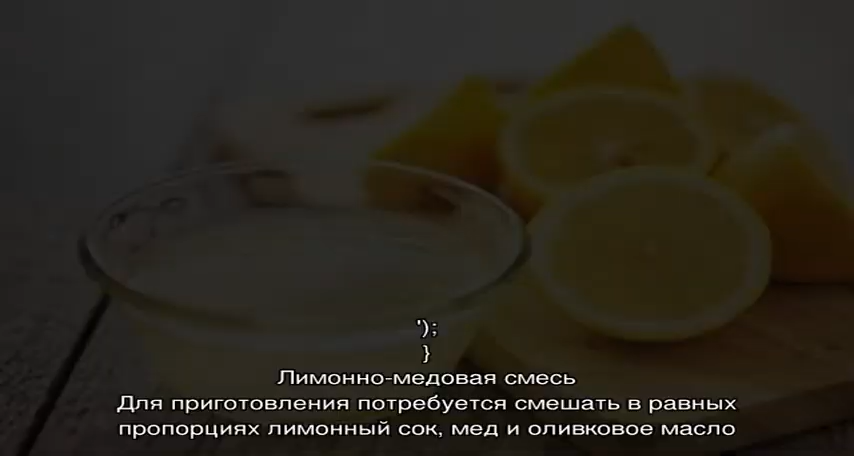 ');
}
Лимонно-медовая смесь
Для приготовления потребуется смешать в равных
пропорциях лимонный сок, мед и оливковое масло